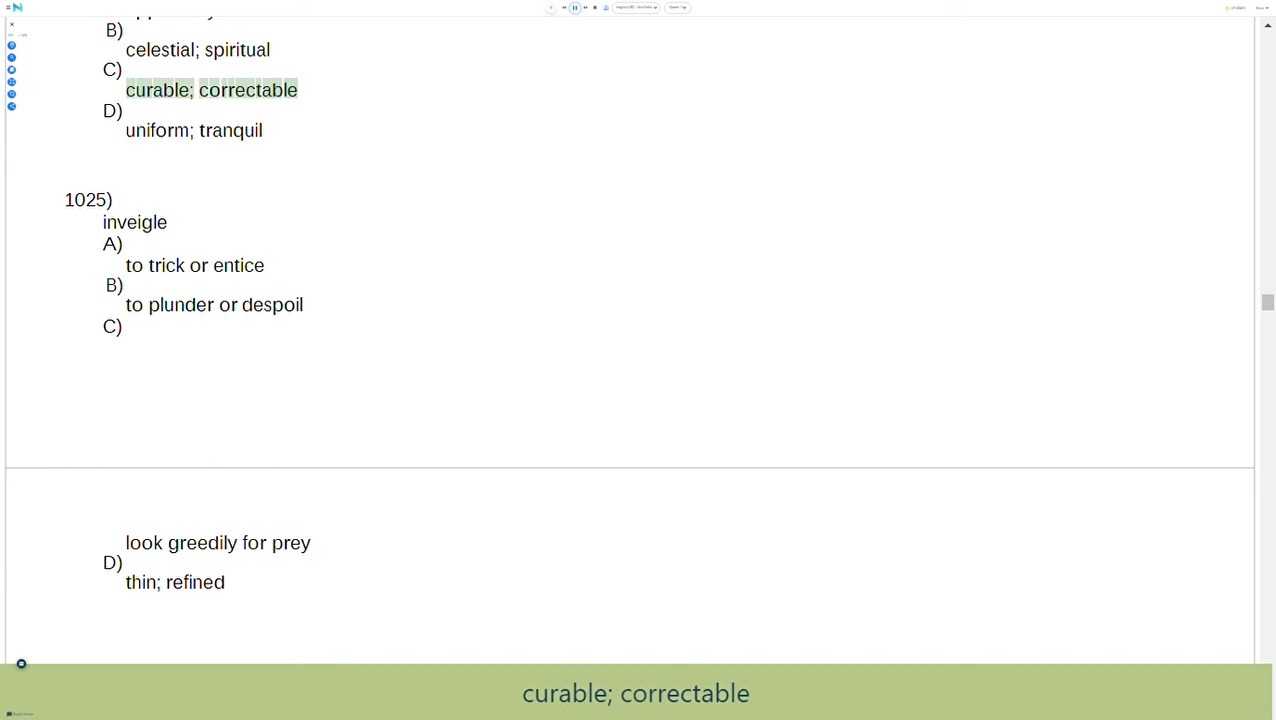 B)
celestial; spiritual
C)
curable; correctable
D)
uniform; tranquil
1025)
inveigle
A)
to trick or entice
B)
to plunder or despoil
C)
look greedily for prey
D)
thin; refined
curable; correctable